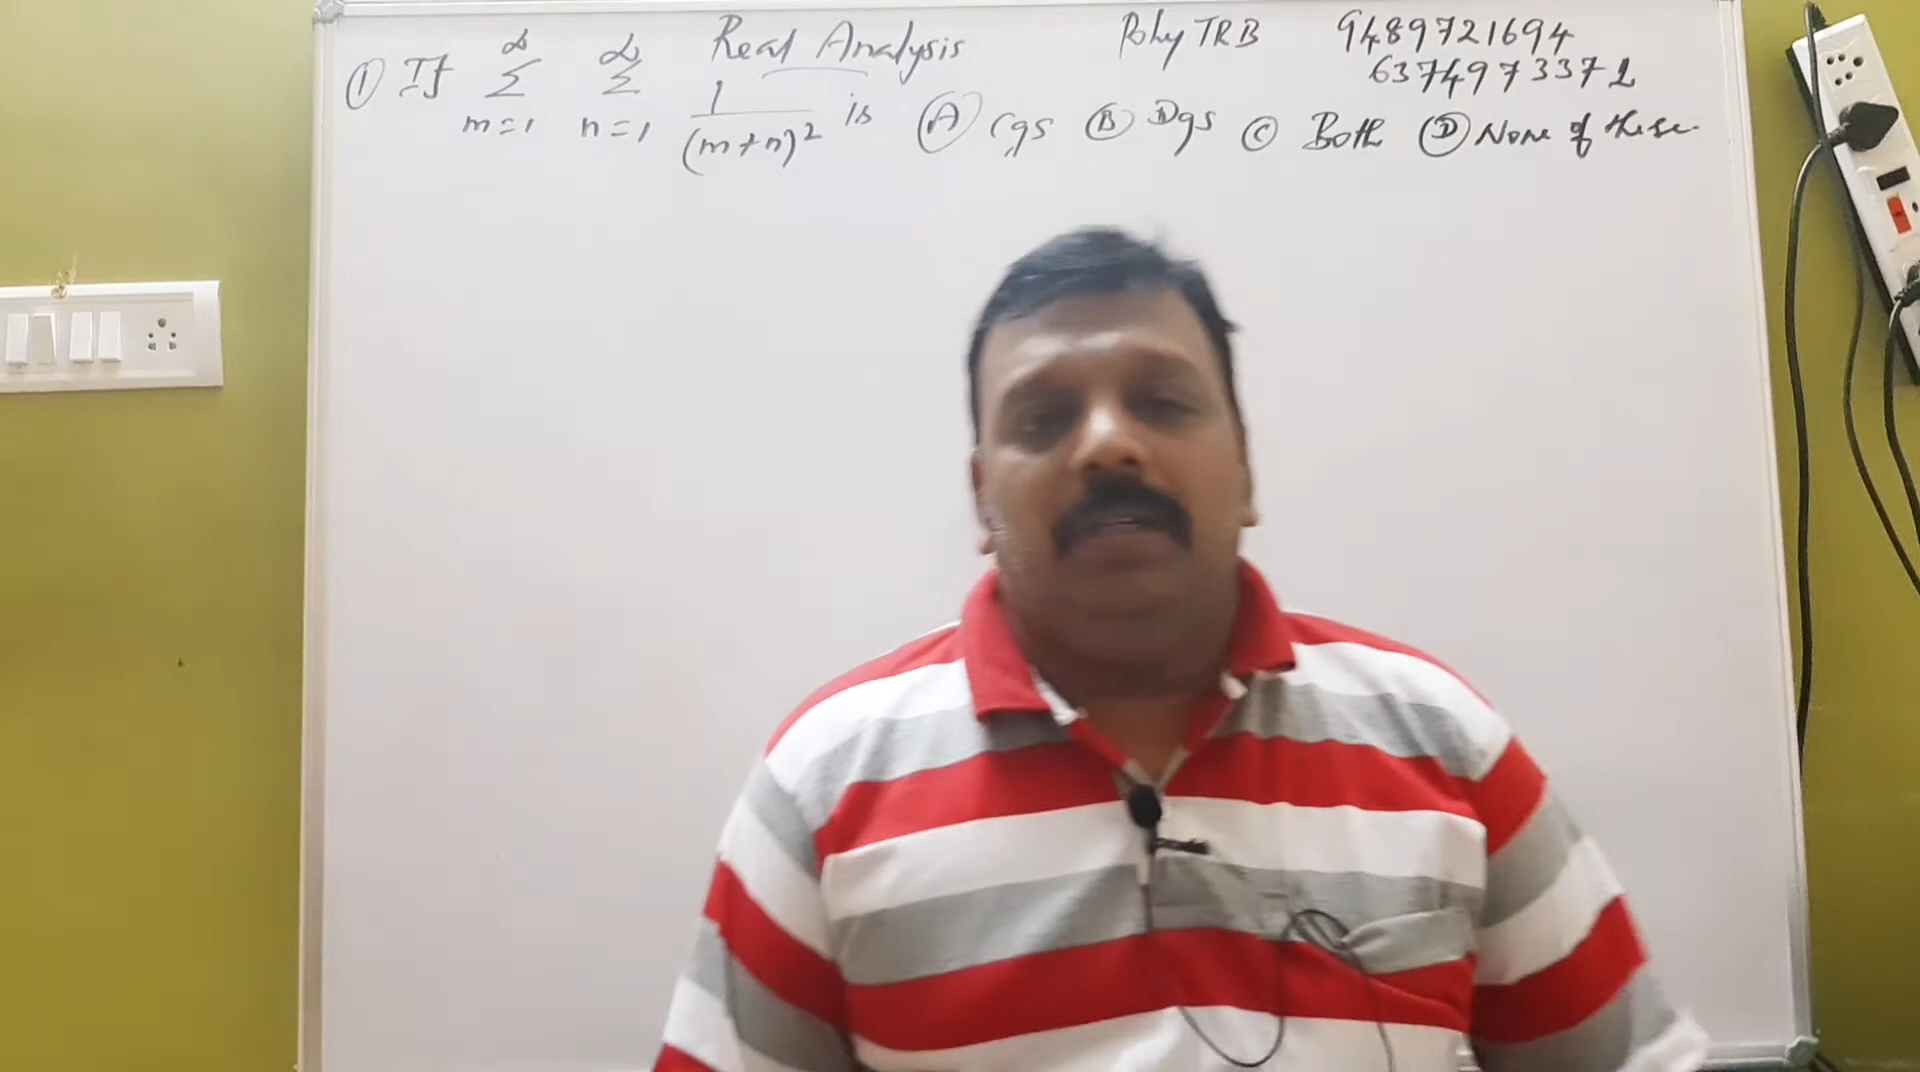 Real Analysis Poly TRB 9489721694
6374973372
① If ∞ ∑ m=1 ∞ ∑ n=1 1/(m+n)² is Ⓐ cgs Ⓑ Dgs Ⓒ Both Ⓓ None of these.